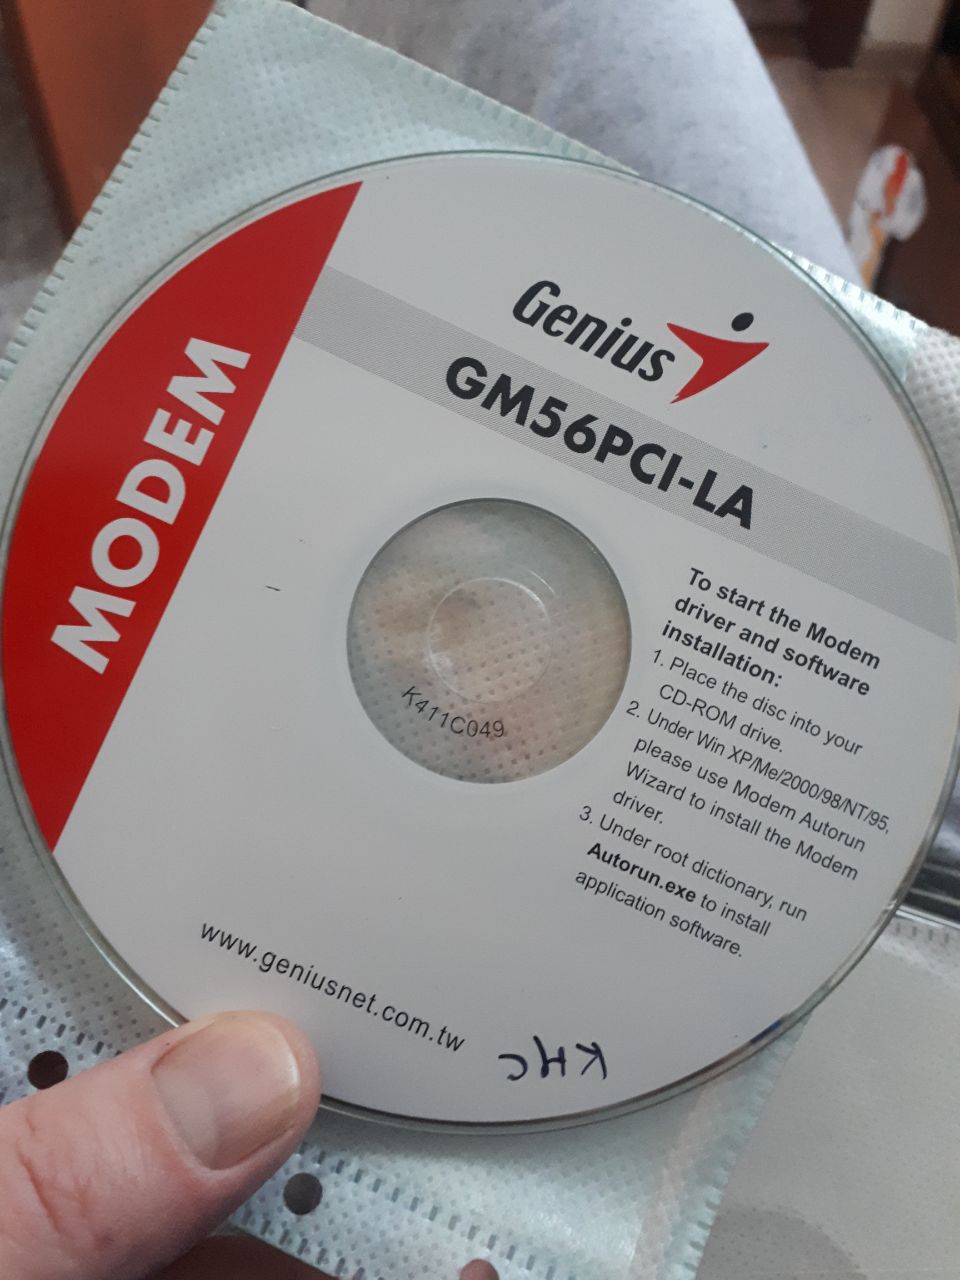 Genius
GM56PCI-LA
MODEM
To start the Modem
driver and software
installation:
1. Place the disc into your
CD-ROM drive.
2. Under Win XP/Me/2000/98/NT/95,
please use Modem Autorun
Wizard to install the Modem
driver.
3. Under root dictionary, run
Autorun.exe to install
application software.
K411C049
www.geniusnet.com.tw
KHC